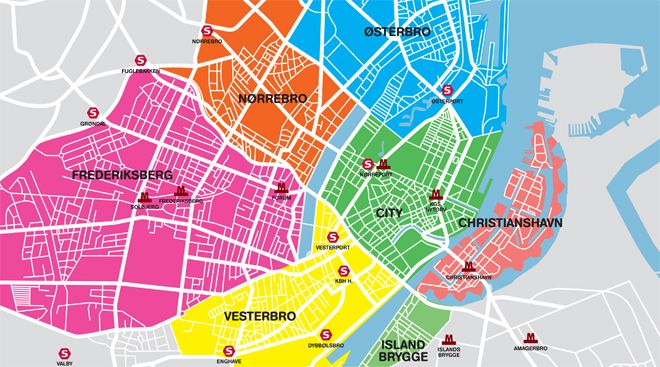 ØSTERBRO
S
NØRREBRO
S
FUGLEBAKKEN
S
ØSTERPORT
NØRREBRO
S
GRØNDAL
S
M
NØRREPORT
FREDERIKSBERG
M
SOLBJERG
M
FREDERIKSBERG
M
FORUM
M
KGS.
NYTORV
CITY
CHRISTIANSHAVN
S
VESTERPORT
S
KBH H.
M
CHRISTIANSHAVN
VESTERBRO
S
DYBBØLSBRO
S
ENGHAVE
S
VALBY
ISLAND
BRYGGE
M
ISLANDS
BRYGGE
M
AMAGERBRO